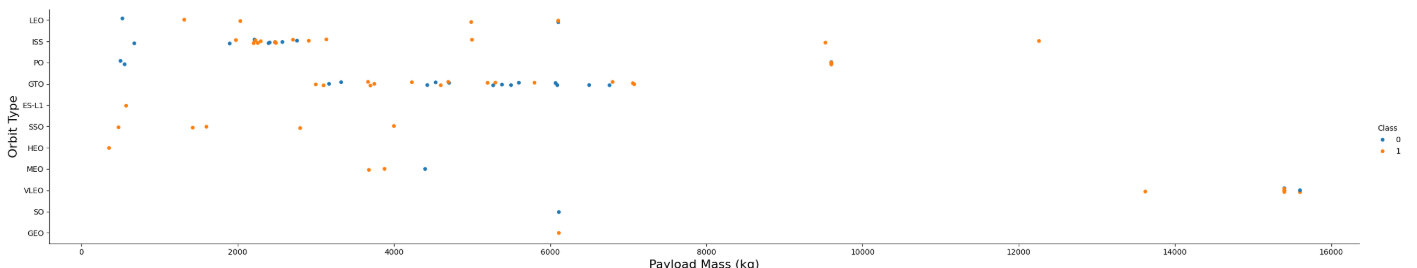 LEO
ISS
PO
GTO
ES-L1
SSO
HEO
MEO
VLEO
SO
GEO
Orbit Type
0 2000 4000 6000 8000 10000 12000 14000 16000
Payload Mass (kg)
Class
0
1